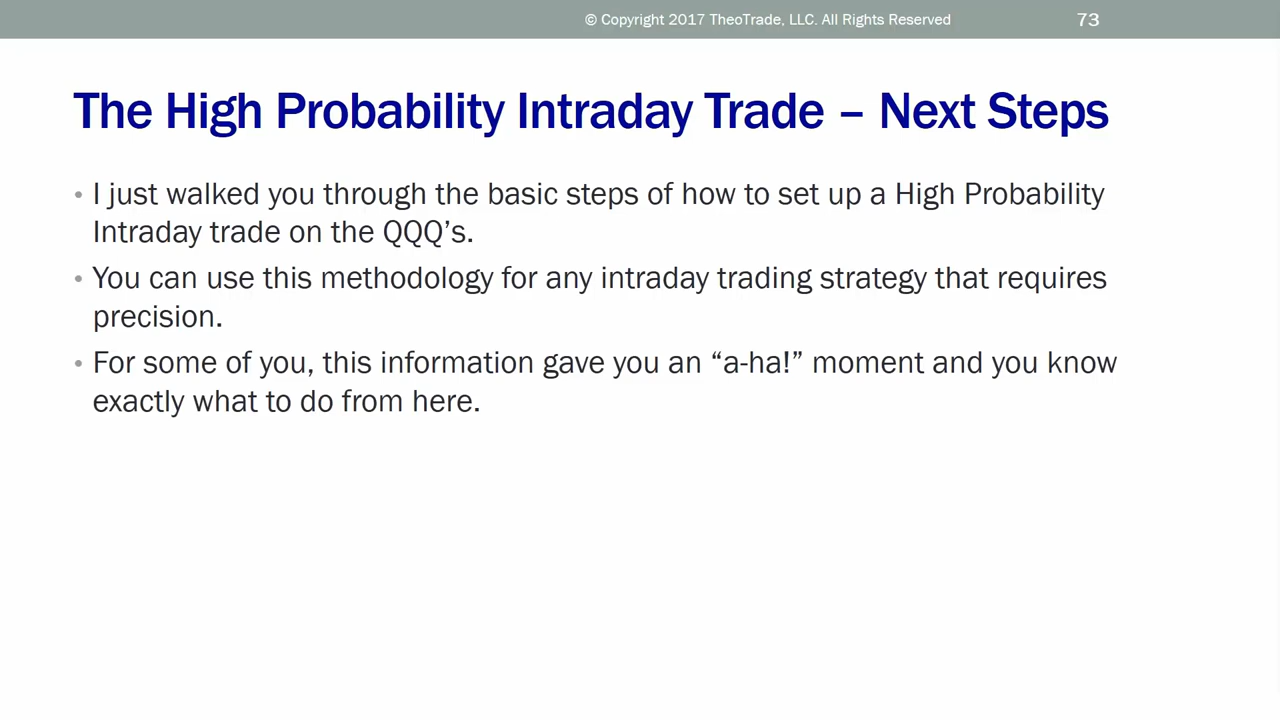 © Copyright 2017 TheoTrade, LLC. All Rights Reserved
73
The High Probability Intraday Trade – Next Steps
• I just walked you through the basic steps of how to set up a High Probability
Intraday trade on the QQQ’s.
• You can use this methodology for any intraday trading strategy that requires
precision.
• For some of you, this information gave you an “a-ha!” moment and you know
exactly what to do from here.